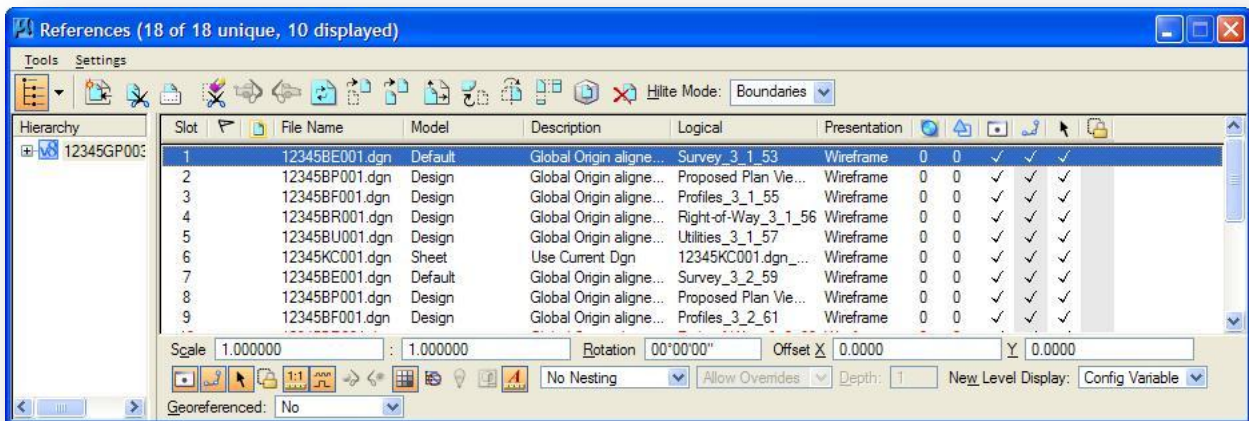 References (18 of 18 unique, 10 displayed)
Tools Settings
Hilite Mode: Boundaries
Hierarchy Slot File Name Model Description Logical Presentation
V8 12345GP003
1 12345BE001.dgn Default Global Origin aligne... Survey_3_1_53 Wireframe 0 0
2 12345BP001.dgn Design Global Origin aligne... Proposed Plan Vie... Wireframe 0 0
3 12345BF001.dgn Design Global Origin aligne... Profiles_3_1_55 Wireframe 0 0
4 12345BR001.dgn Design Global Origin aligne... Right-of-Way_3_1_56 Wireframe 0 0
5 12345BU001.dgn Design Global Origin aligne... Utilities_3_1_57 Wireframe 0 0
6 12345KC001.dgn Sheet Use Current Dgn 12345KC001.dgn_... Wireframe 0 0
7 12345BE001.dgn Default Global Origin aligne... Survey_3_2_59 Wireframe 0 0
8 12345BP001.dgn Design Global Origin aligne... Proposed Plan Vie... Wireframe 0 0
9 12345BF001.dgn Design Global Origin aligne... Profiles_3_2_61 Wireframe 0 0
Scale 1.000000 : 1.000000 Rotation 00°00'00" Offset X 0.0000 Y 0.0000
1:1 A No Nesting Allow Overrides Depth: 1 New Level Display: Config Variable
Georeferenced: No